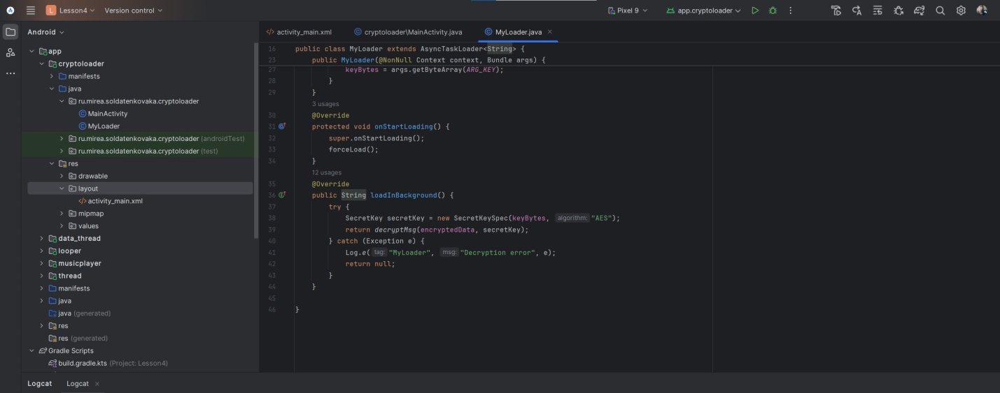 L Lesson4 Version control Pixel 9 app.cryptoloader
Android
app
cryptoloader
manifests
java
ru.mirea.soldatenkovaka.cryptoloader
MainActivity
MyLoader
ru.mirea.soldatenkovaka.cryptoloader (androidTest)
ru.mirea.soldatenkovaka.cryptoloader (test)
res
drawable
layout
activity_main.xml
mipmap
values
data_thread
looper
musicplayer
thread
manifests
java
java (generated)
res
res (generated)
Gradle Scripts
build.gradle.kts (Project: Lesson4)
activity_main.xml cryptoloader\MainActivity.java MyLoader.java
16 public class MyLoader extends AsyncTaskLoader<String> {
23 public MyLoader(@NonNull Context context, Bundle args) {
27 keyBytes = args.getByteArray(ARG_KEY);
28 }
29 }
3 usages
30 @Override
31 protected void onStartLoading() {
32 super.onStartLoading();
33 forceLoad();
34 }
12 usages
35 @Override
36 public String loadInBackground() {
37 try {
38 SecretKey secretKey = new SecretKeySpec(keyBytes, algorithm: "AES");
39 return decryptMsg(encryptedData, secretKey);
40 } catch (Exception e) {
41 Log.e( tag: "MyLoader", msg: "Decryption error", e);
42 return null;
43 }
44 }
45
46 }
Logcat Logcat